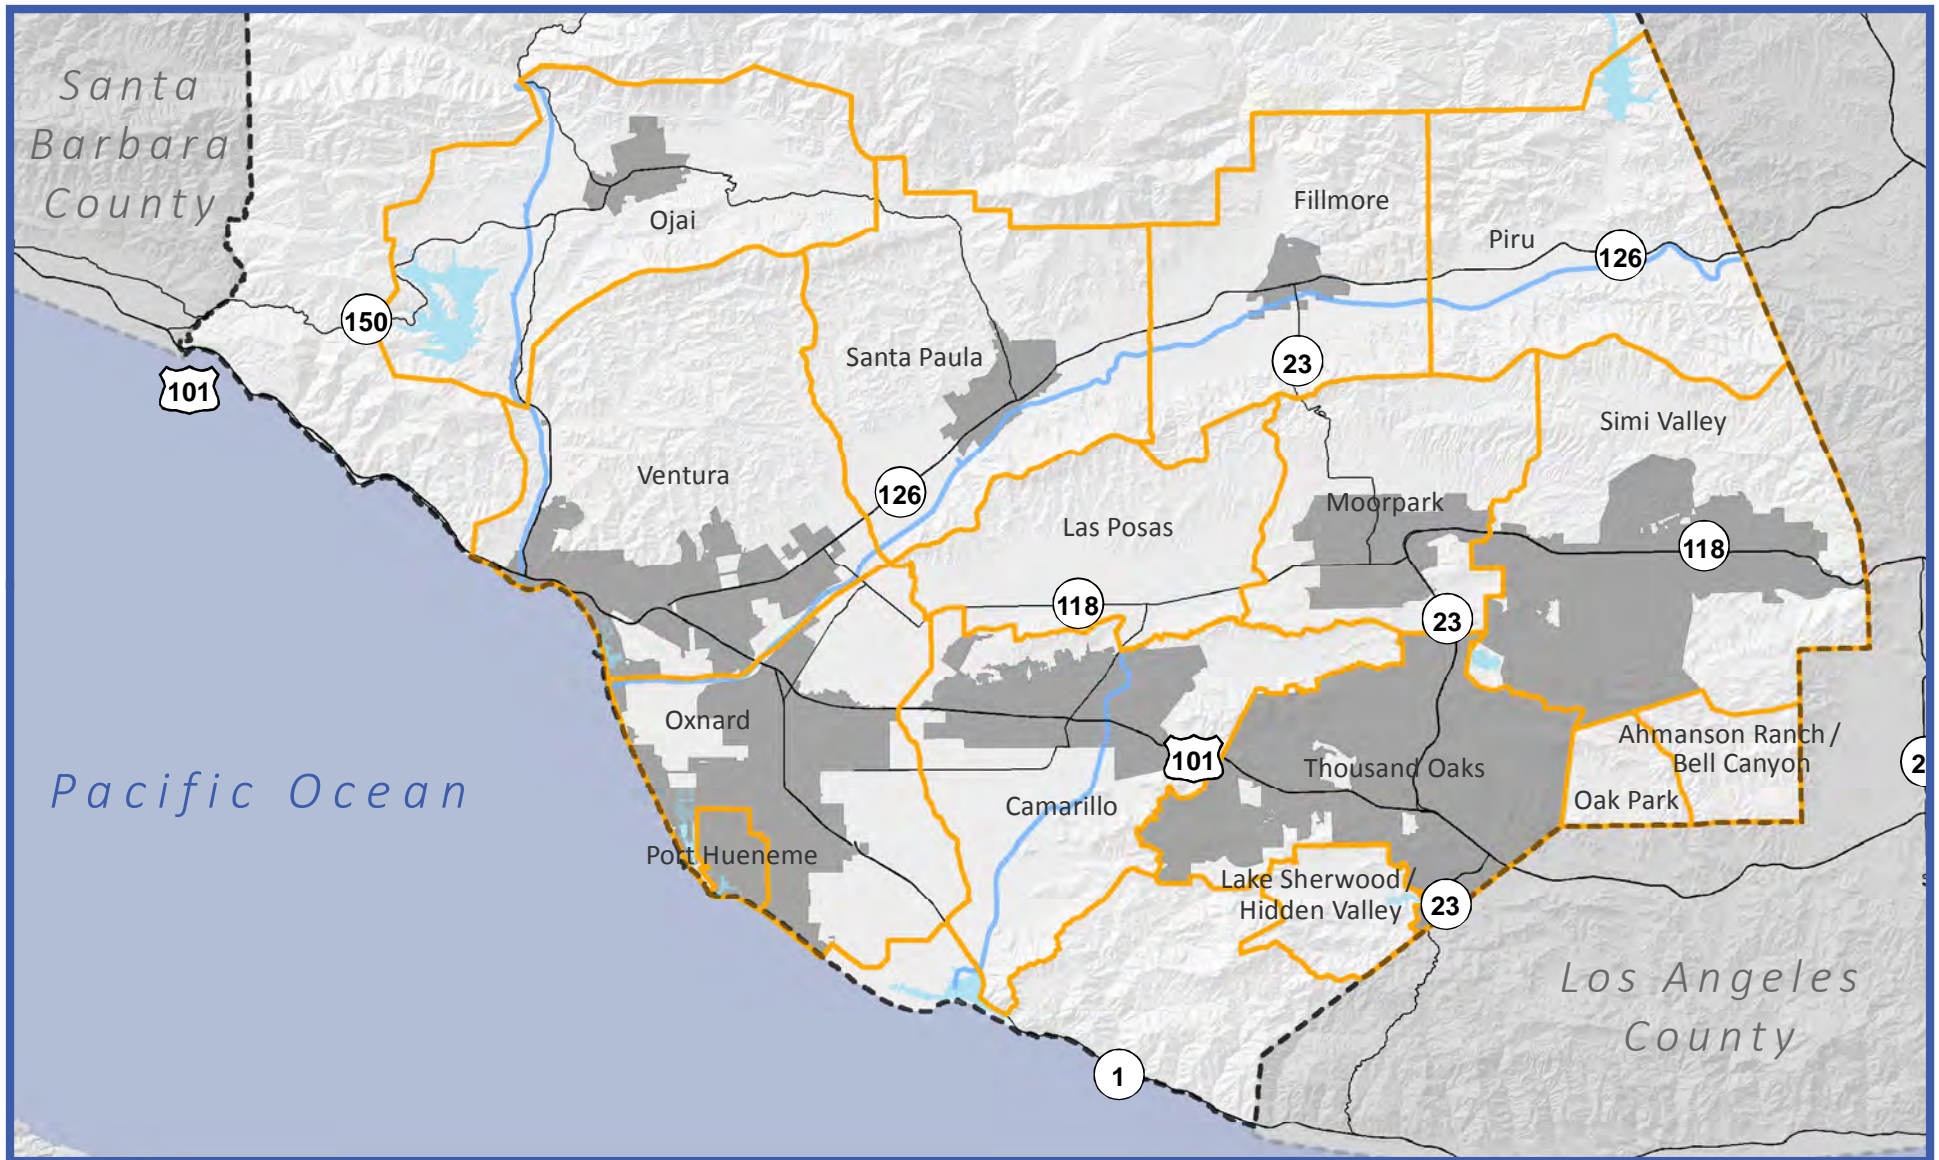 Santa
Barbara
County
Ojai
Fillmore
Piru
126
150
101
Santa Paula
23
Simi Valley
Ventura
126
Las Posas
Moorpark
118
118
23
Oxnard
Ahmanson Ranch /
Bell Canyon
101
Thousand Oaks
2
Pacific Ocean
Camarillo
Oak Park
Port Hueneme
Lake Sherwood /
Hidden Valley
23
Los Angeles
County
1